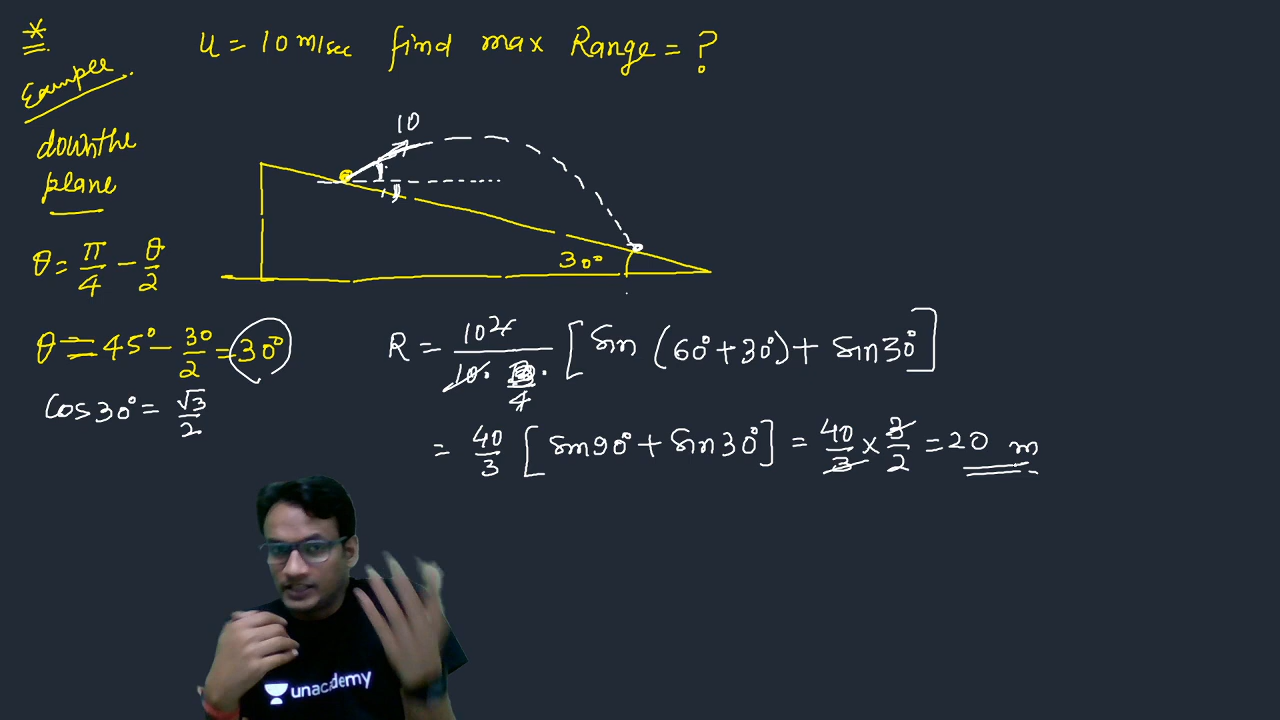 *
Example.
u = 10 m/sec find max Range = ?
down the
plane
θ = π/4 - θ/2
θ = 45° - 30/2 = 30°
cos 30° = √3/2
10
30°
R = 10²/10. 4 . [sin (60° + 30°) + sin 30°]
= 40/3 [sin 90° + sin 30°] = 40/3 × 3/2 = 20 m
unacademy